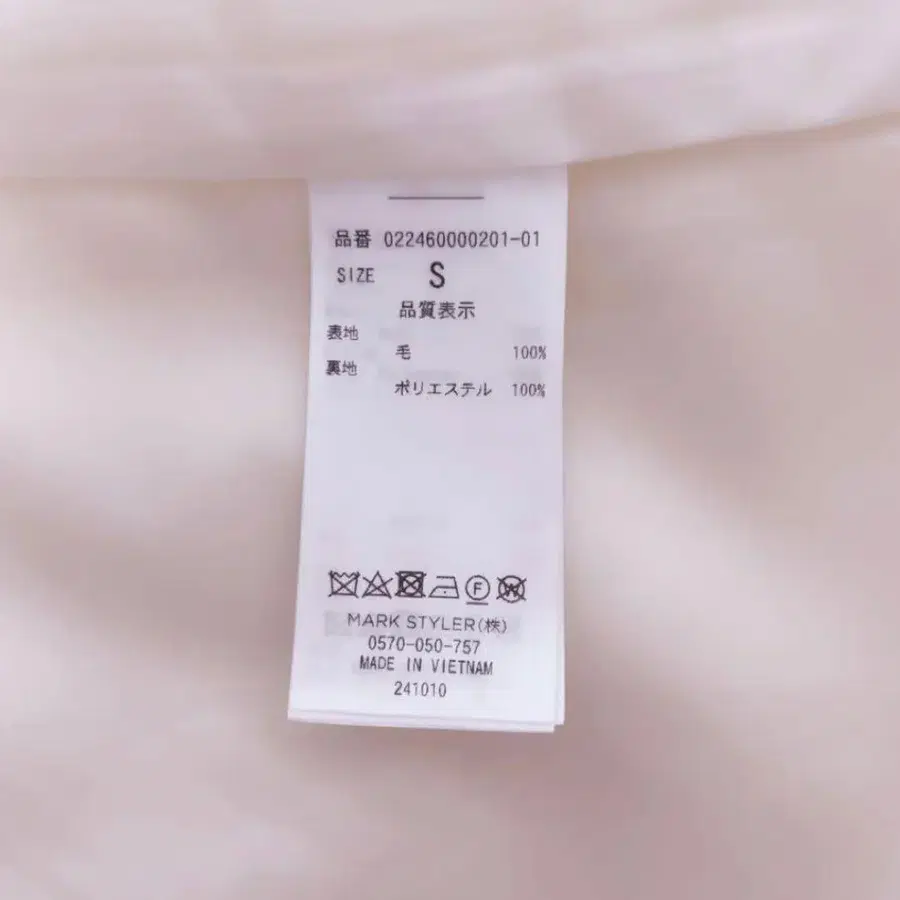 品番 022460000201-01
SIZE S
品質表示
表地
毛 100%
裏地
ポリエステル 100%
F W
MARK STYLER(株)
0570-050-757
MADE IN VIETNAM
241010